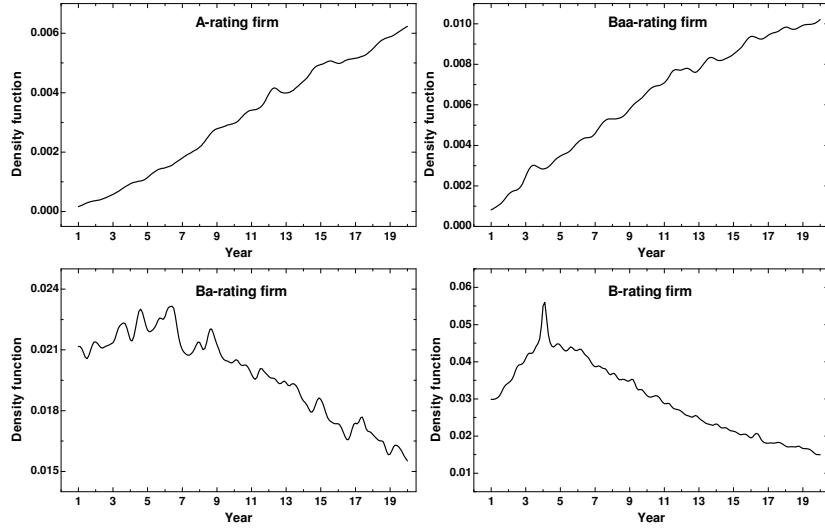 A-rating firm
0.006
0.004
0.002
0.000
Density function
1 3 5 7 9 11 13 15 17 19
Year
Baa-rating firm
0.010
0.008
0.006
0.004
0.002
0.000
Density function
1 3 5 7 9 11 13 15 17 19
Year
Ba-rating firm
0.024
0.021
0.018
0.015
Density function
1 3 5 7 9 11 13 15 17 19
Year
B-rating firm
0.06
0.05
0.04
0.03
0.02
0.01
Density function
1 3 5 7 9 11 13 15 17 19
Year